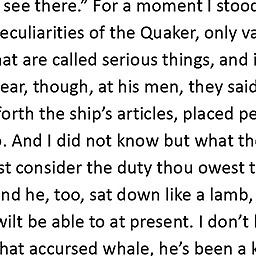 see there.” For a moment I stood
eculiarities of the Quaker, only va
at are called serious things, and i
ear, though, at his men, they said
forth the ship’s articles, placed pe
. And I did not know but what the
st consider the duty thou owest t
nd he, too, sat down like a lamb,
wilt be able to at present. I don’t
hat accursed whale, he’s been a k